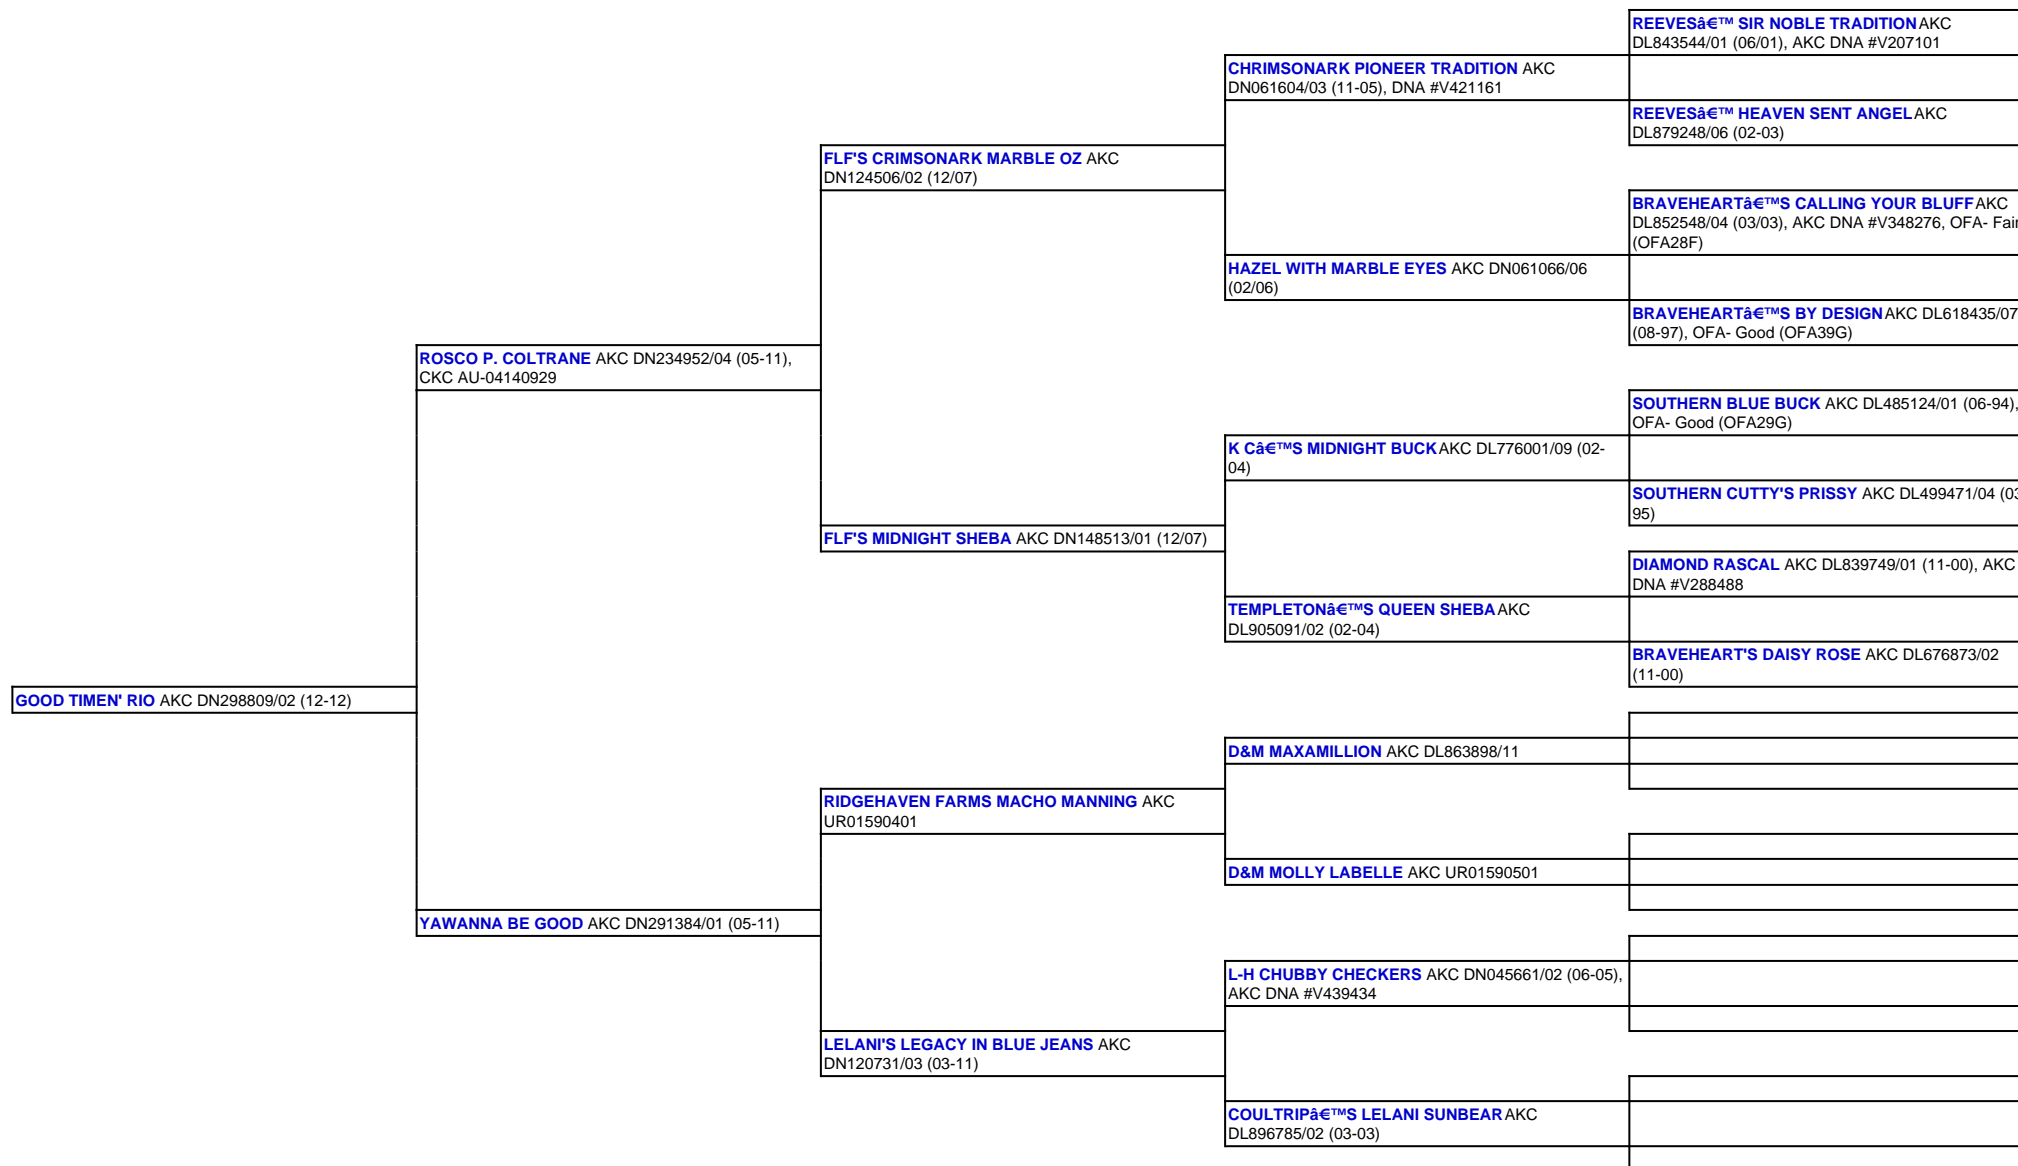 REEVESâ€™ SIR NOBLE TRADITION AKC
DL843544/01 (06/01), AKC DNA #V207101
CHRIMSONARK PIONEER TRADITION AKC
DN061604/03 (11-05), DNA #V421161
REEVESâ€™ HEAVEN SENT ANGEL AKC
DL879248/06 (02-03)
FLF'S CRIMSONARK MARBLE OZ AKC
DN124506/02 (12/07)
BRAVEHEARTâ€™S CALLING YOUR BLUFF AKC
DL852548/04 (03/03), AKC DNA #V348276, OFA- Fair
(OFA28F)
HAZEL WITH MARBLE EYES AKC DN061066/06
(02/06)
BRAVEHEARTâ€™S BY DESIGN AKC DL618435/07
(08-97), OFA- Good (OFA39G)
ROSCO P. COLTRANE AKC DN234952/04 (05-11),
CKC AU-04140929
SOUTHERN BLUE BUCK AKC DL485124/01 (06-94),
OFA- Good (OFA29G)
K Câ€™S MIDNIGHT BUCK AKC DL776001/09 (02-
04)
SOUTHERN CUTTY'S PRISSY AKC DL499471/04 (03
95)
FLF'S MIDNIGHT SHEBA AKC DN148513/01 (12/07)
DIAMOND RASCAL AKC DL839749/01 (11-00), AKC
DNA #V288488
TEMPLETONâ€™S QUEEN SHEBA AKC
DL905091/02 (02-04)
BRAVEHEART'S DAISY ROSE AKC DL676873/02
(11-00)
GOOD TIMEN' RIO AKC DN298809/02 (12-12)
D&M MAXAMILLION AKC DL863898/11
RIDGEHAVEN FARMS MACHO MANNING AKC
UR01590401
D&M MOLLY LABELLE AKC UR01590501
YAWANNA BE GOOD AKC DN291384/01 (05-11)
L-H CHUBBY CHECKERS AKC DN045661/02 (06-05),
AKC DNA #V439434
LELANI'S LEGACY IN BLUE JEANS AKC
DN120731/03 (03-11)
COULTRIPâ€™S LELANI SUNBEAR AKC
DL896785/02 (03-03)